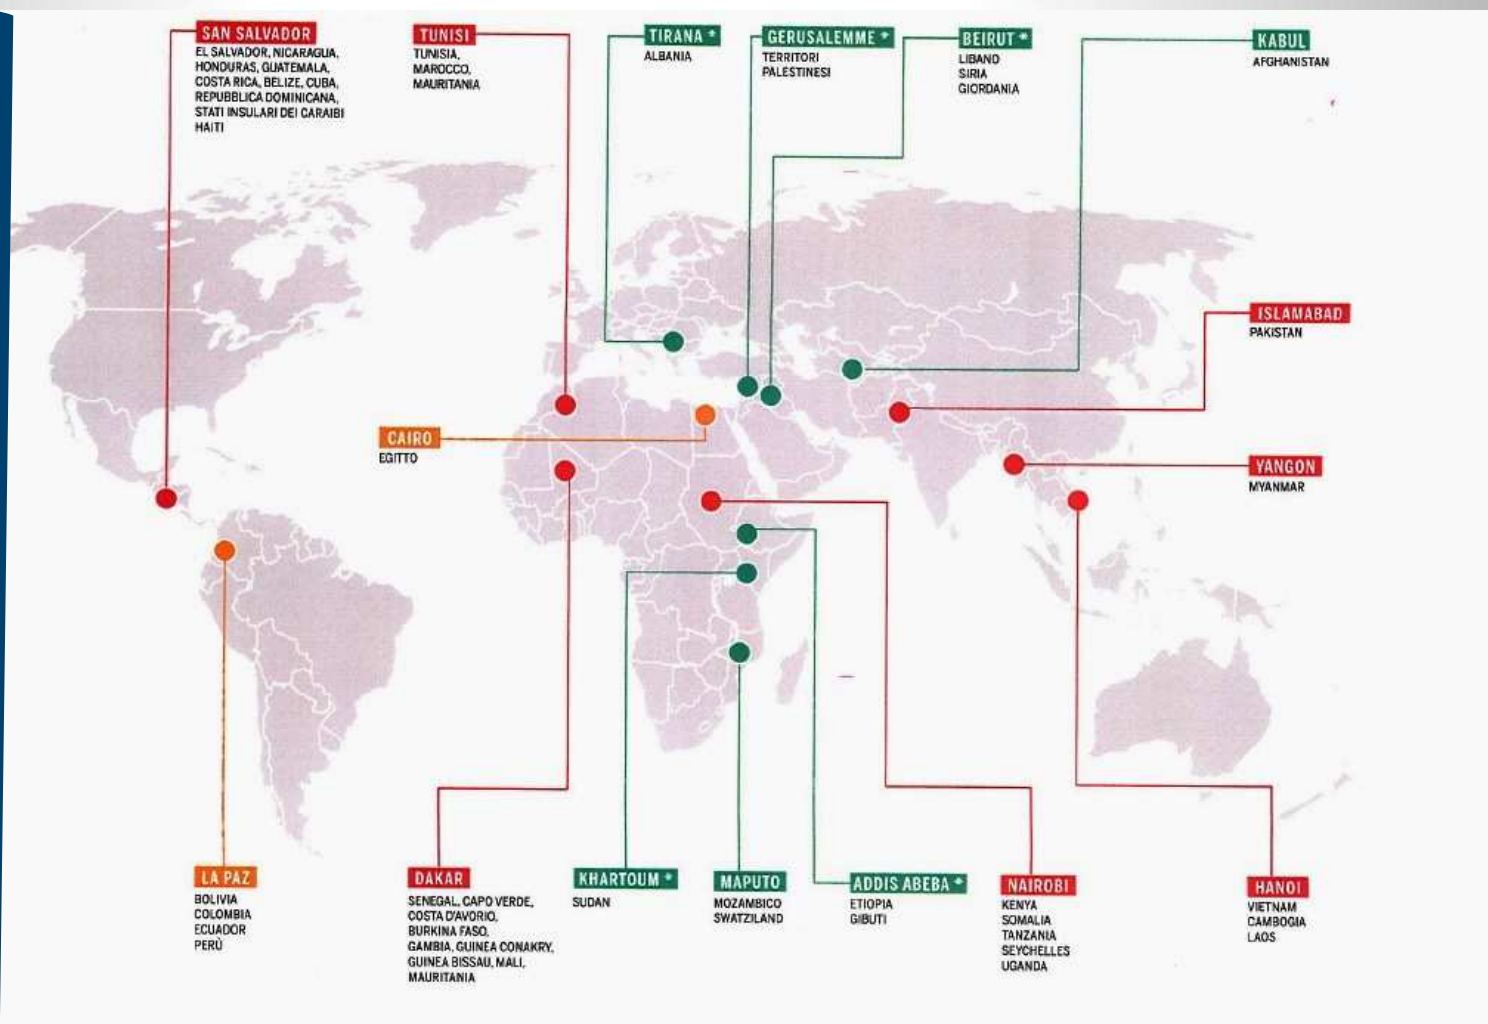 SAN SALVADOR
EL SALVADOR, NICARAGUA,
HONDURAS, GUATEMALA,
COSTA RICA, BELIZE, CUBA,
REPUBBLICA DOMINICANA,
STATI INSULARI DEI CARAIBI
HAITI
TUNISI
TUNISIA,
MAROCCO,
MAURITANIA
TIRANA *
ALBANIA
GERUSALEMME *
TERRITORI
PALESTINESI
BEIRUT *
LIBANO
SIRIA
GIORDANIA
KABUL
AFGHANISTAN
ISLAMABAD
PAKISTAN
CAIRO
EGITTO
YANGON
MYANMAR
LA PAZ
BOLIVIA
COLOMBIA
ECUADOR
PERÙ
DAKAR
SENEGAL, CAPO VERDE,
COSTA D'AVORIO,
BURKINA FASO,
GAMBIA, GUINEA CONAKRY,
GUINEA BISSAU, MALI,
MAURITANIA
KHARTOUM *
SUDAN
MAPUTO
MOZAMBICO
SWATZILAND
ADDIS ABEBA *
ETIOPIA
GIBUTI
NAIROBI
KENYA
SOMALIA
TANZANIA
SEYCHELLES
UGANDA
HANOI
VIETNAM
CAMBOGIA
LAOS